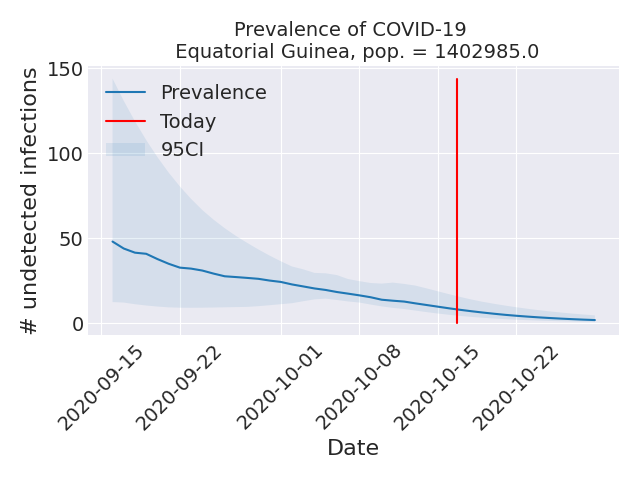 Prevalence of COVID-19
Equatorial Guinea, pop. = 1402985.0
# undetected infections
150
100
50
0
Prevalence
Today
95CI
2020-09-15
2020-09-22
2020-10-01
2020-10-08
2020-10-15
2020-10-22
Date